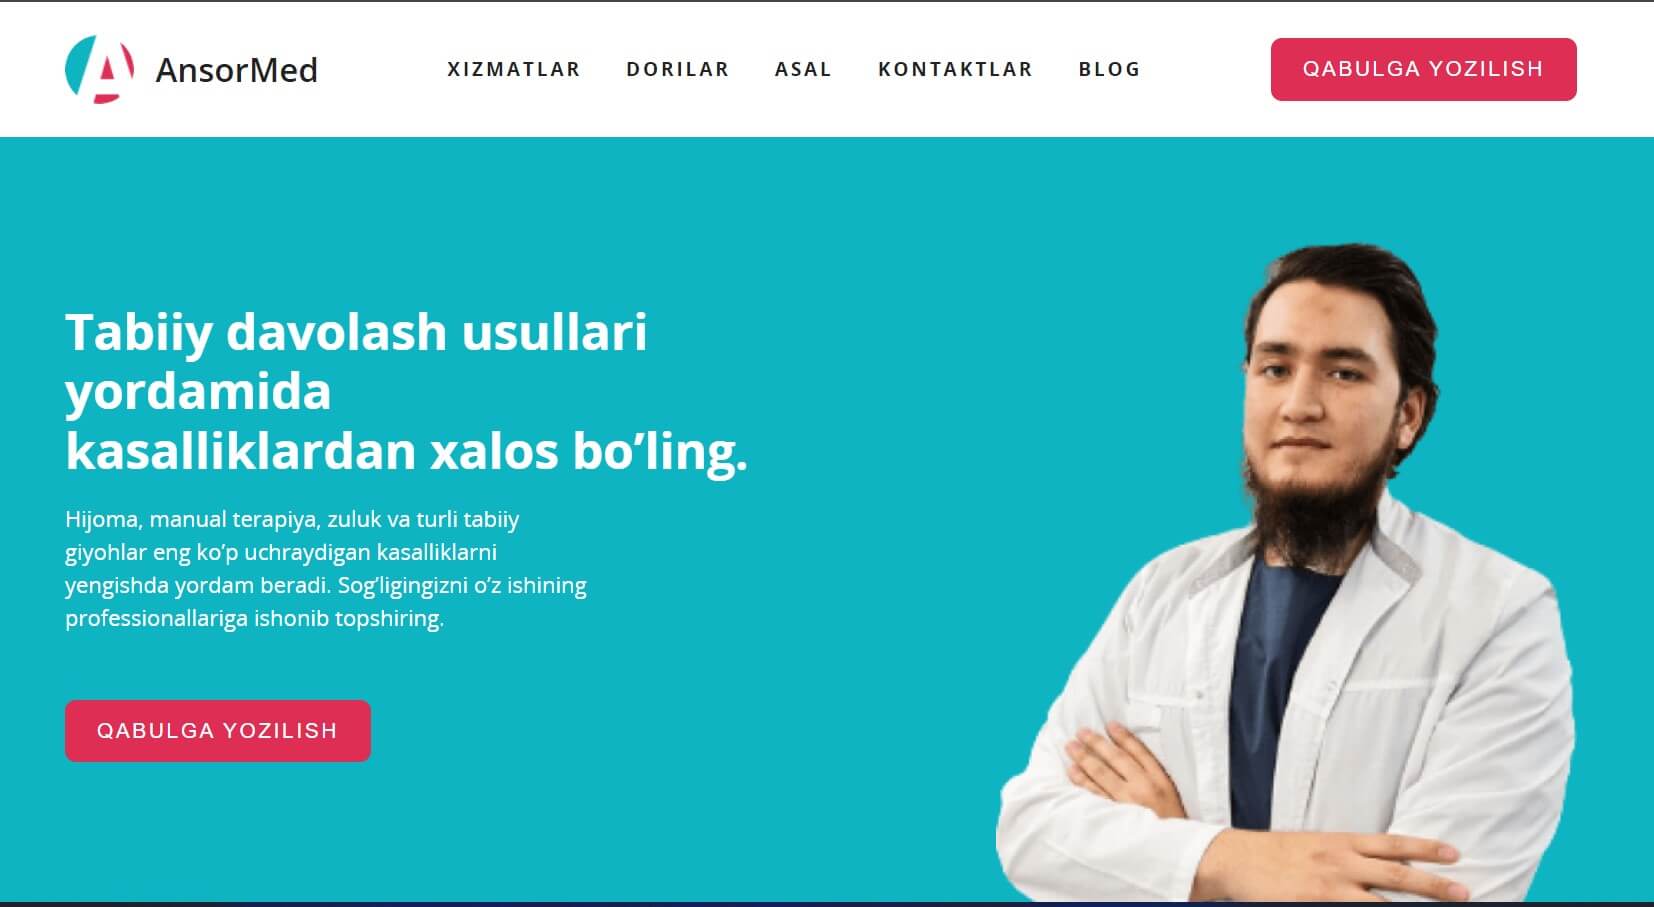 AnsorMed
XIZMATLAR DORILAR ASAL KONTAKTLAR BLOG
QABULGA YOZILISH
Tabiiy davolash usullari
yordamida
kasalliklardan xalos bo’ling.
Hijoma, manual terapiya, zuluk va turli tabiiy
giyohlar eng ko’p uchraydigan kasalliklarni
yengishda yordam beradi. Sog’ligingizni o’z ishining
professionallariga ishonib topshiring.
QABULGA YOZILISH